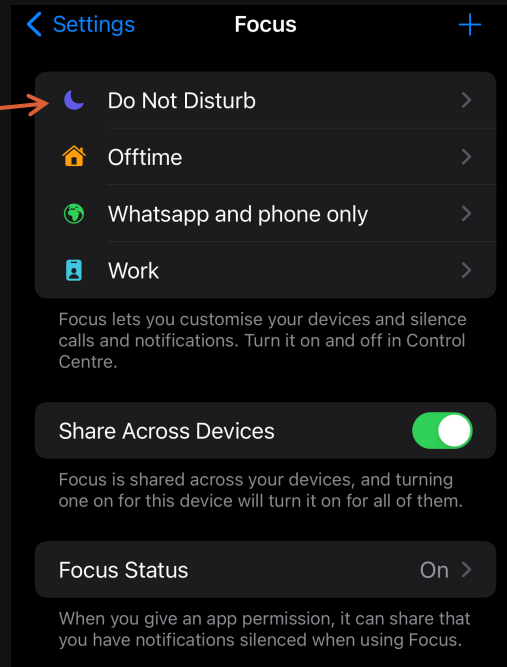 Settings
Focus
Do Not Disturb
Offtime
Whatsapp and phone only
Work
Focus lets you customise your devices and silence
calls and notifications. Turn it on and off in Control
Centre.
Share Across Devices
Focus is shared across your devices, and turning
one on for this device will turn it on for all of them.
Focus Status
On
When you give an app permission, it can share that
you have notifications silenced when using Focus.